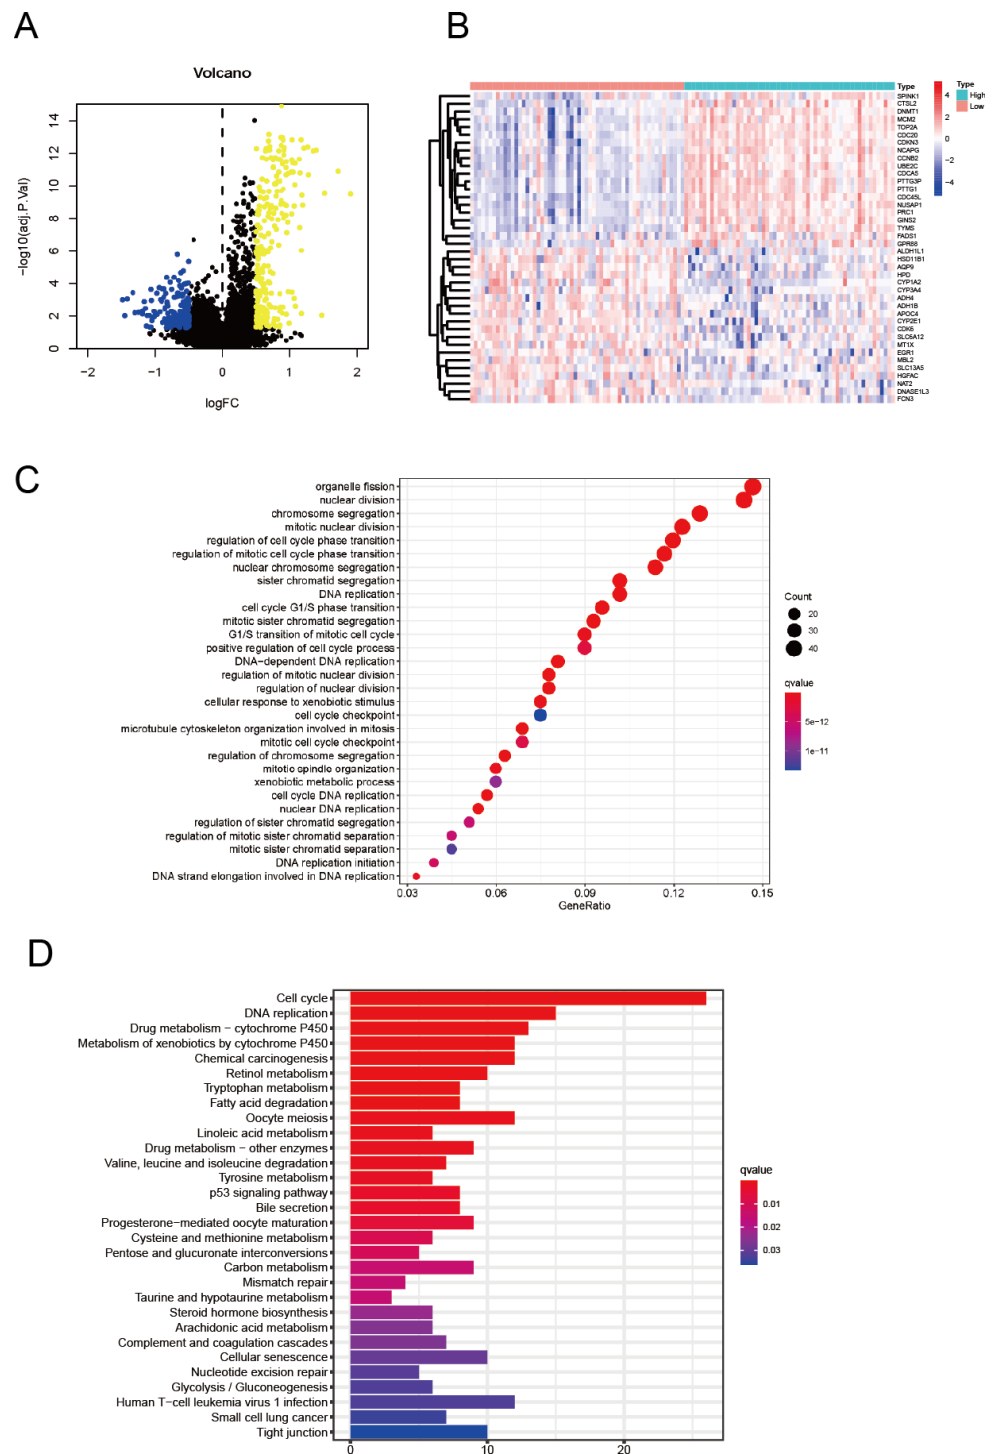 A
Volcano
14
12
10
8
6
4
2
0
−log10(adj.P.Val)
−2
−1
0
1
2
logFC
B
Type
SPINK1
CTSL2
DNMT1
MCM2
TOP2A
CDC20
CDKN3
NCAPG
CCNB2
UBE2C
CDCA5
PTTG3P
PTTG1
CDC45L
NUSAP1
PRC1
GINS2
TYMS
FADS1
GPR88
ALDH1L1
HSD11B1
AQP9
HPD
CYP1A2
CYP3A4
ADH4
ADH1B
APOC4
CYP2E1
CDK5
SLC6A12
MT1X
EGR1
MBL2
SLC13A5
HGFAC
NAT2
DNASE1L3
FCN3
4
2
0
−2
−4
Type
High
Low
C
organelle fission
nuclear division
chromosome segregation
mitotic nuclear division
regulation of cell cycle phase transition
regulation of mitotic cell cycle phase transition
nuclear chromosome segregation
sister chromatid segregation
DNA replication
cell cycle G1/S phase transition
mitotic sister chromatid segregation
G1/S transition of mitotic cell cycle
positive regulation of cell cycle process
DNA−dependent DNA replication
regulation of mitotic nuclear division
regulation of nuclear division
cellular response to xenobiotic stimulus
cell cycle checkpoint
microtubule cytoskeleton organization involved in mitosis
mitotic cell cycle checkpoint
regulation of chromosome segregation
mitotic spindle organization
xenobiotic metabolic process
cell cycle DNA replication
nuclear DNA replication
regulation of sister chromatid segregation
regulation of mitotic sister chromatid separation
mitotic sister chromatid separation
DNA replication initiation
DNA strand elongation involved in DNA replication
0.03
0.06
0.09
0.12
0.15
GeneRatio
Count
20
30
40
qvalue
5e−12
1e−11
D
Cell cycle
DNA replication
Drug metabolism − cytochrome P450
Metabolism of xenobiotics by cytochrome P450
Chemical carcinogenesis
Retinol metabolism
Tryptophan metabolism
Fatty acid degradation
Oocyte meiosis
Linoleic acid metabolism
Drug metabolism − other enzymes
Valine, leucine and isoleucine degradation
Tyrosine metabolism
p53 signaling pathway
Bile secretion
Progesterone−mediated oocyte maturation
Cysteine and methionine metabolism
Pentose and glucuronate interconversions
Carbon metabolism
Mismatch repair
Taurine and hypotaurine metabolism
Steroid hormone biosynthesis
Arachidonic acid metabolism
Complement and coagulation cascades
Cellular senescence
Nucleotide excision repair
Glycolysis / Gluconeogenesis
Human T−cell leukemia virus 1 infection
Small cell lung cancer
Tight junction
0
10
20
qvalue
0.01
0.02
0.03